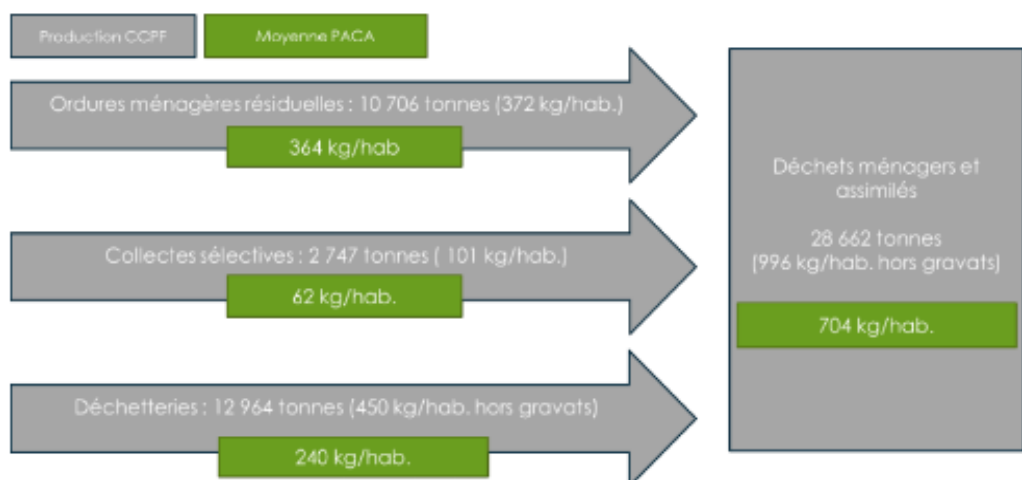 Production CCPF
Moyenne PACA
Ordures ménagères résiduelles : 10 706 tonnes (372 kg/hab.)
364 kg/hab
Collectes sélectives : 2 747 tonnes ( 101 kg/hab.)
62 kg/hab.
Déchetteries : 12 964 tonnes (450 kg/hab. hors gravats)
240 kg/hab.
Déchets ménagers et
assimilés
28 662 tonnes
(996 kg/hab. hors gravats)
704 kg/hab.